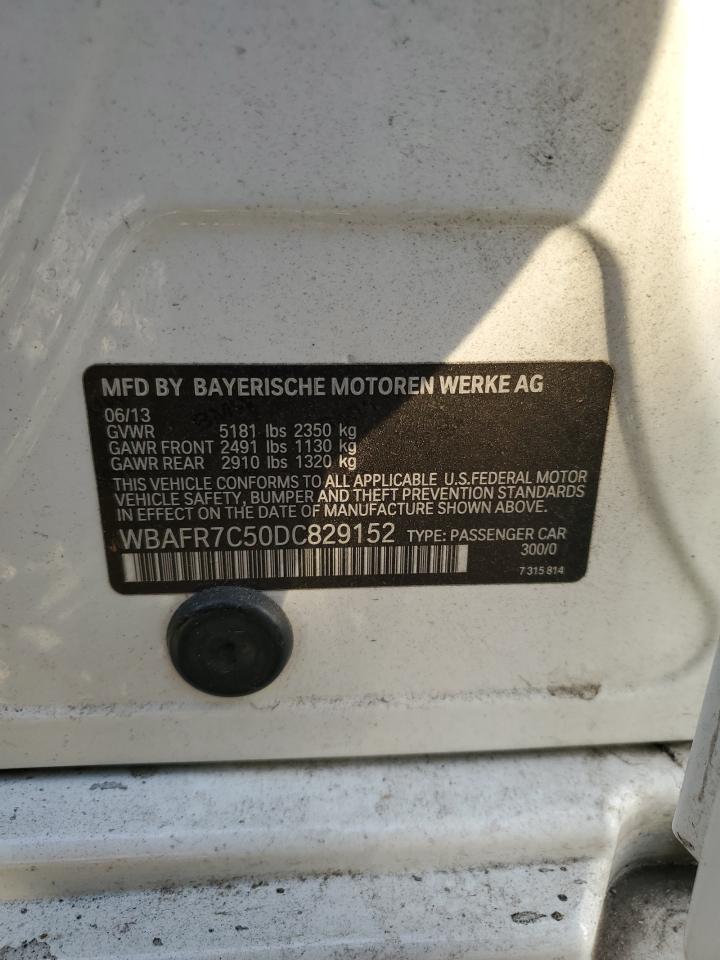 MFD BY BAYERISCHE MOTOREN WERKE AG
06/13
GVWR 5181 lbs 2350 kg
GAWR FRONT 2491 lbs 1130 kg
GAWR REAR 2910 lbs 1320 kg
THIS VEHICLE CONFORMS TO ALL APPLICABLE U.S.FEDERAL MOTOR
VEHICLE SAFETY, BUMPER AND THEFT PREVENTION STANDARDS
IN EFFECT ON THE DATE OF MANUFACTURE SHOWN ABOVE.
WBAFR7C50DC829152 TYPE: PASSENGER CAR
300/0
7 315 814